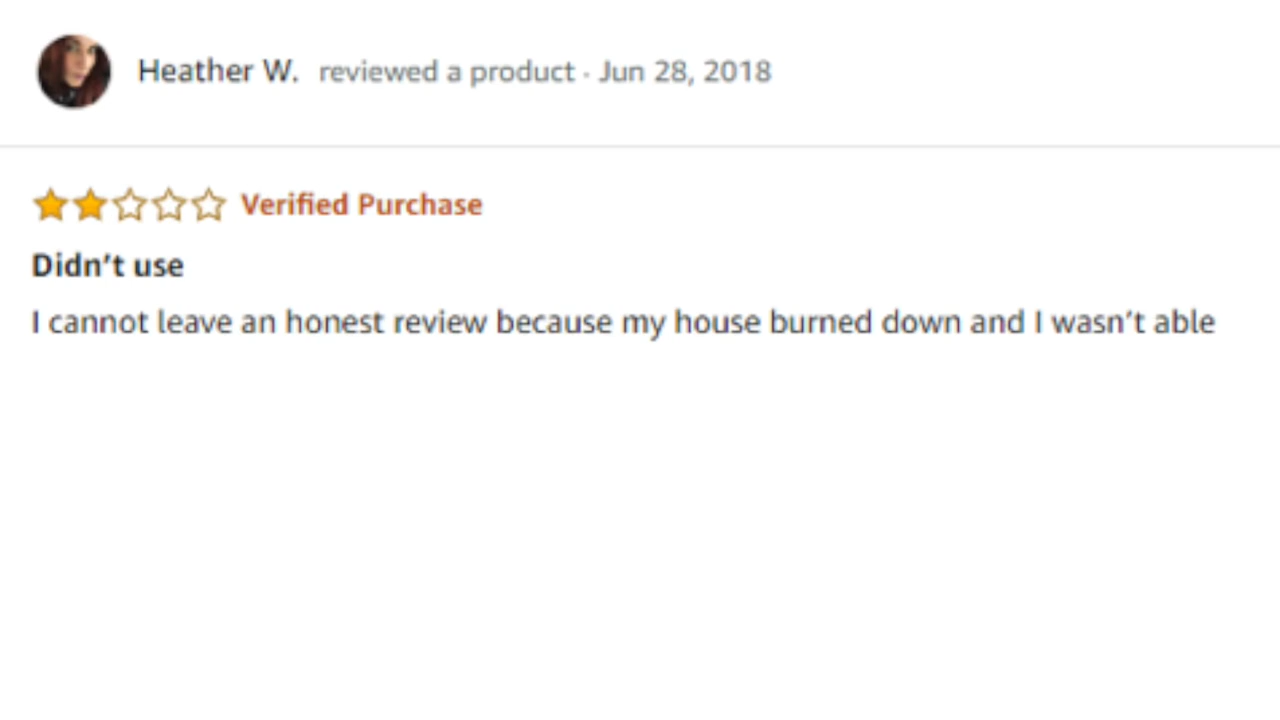 Heather W. reviewed a product · Jun 28, 2018
Verified Purchase
Didn’t use
I cannot leave an honest review because my house burned down and I wasn’t able